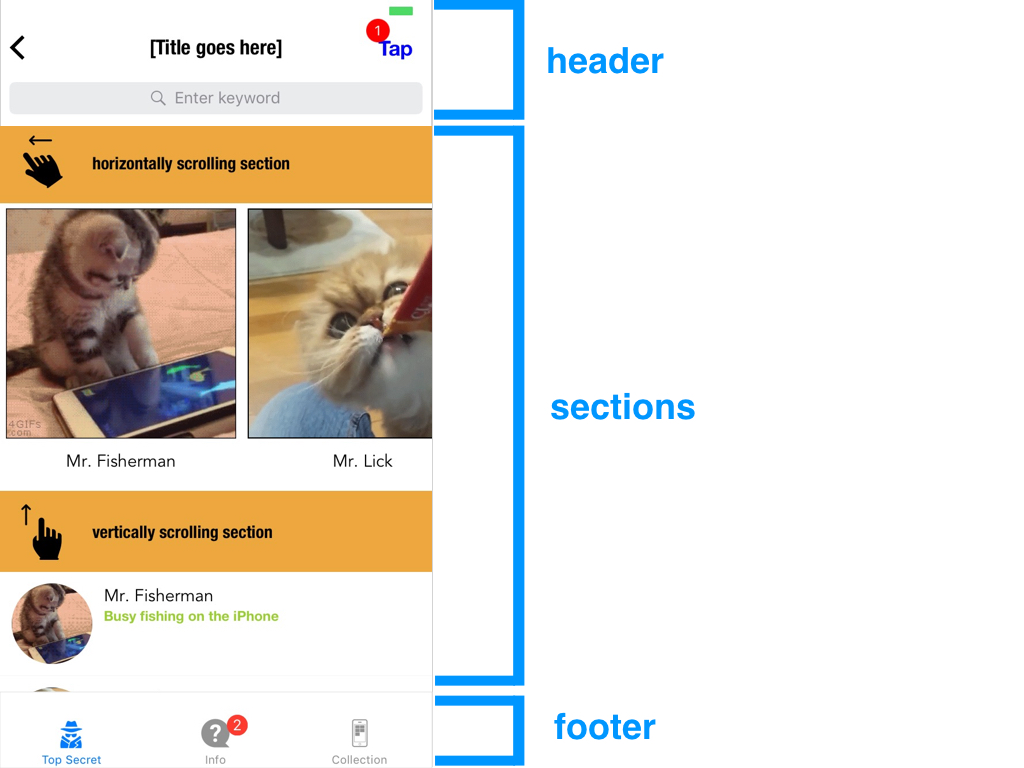 1
[Title goes here]
Tap
header
Enter keyword
horizontally scrolling section
4GIFs
.com
Mr. Fisherman
Mr. Lick
sections
vertically scrolling section
Mr. Fisherman
Busy fishing on the iPhone
footer
?
2
Top Secret
Info
Collection